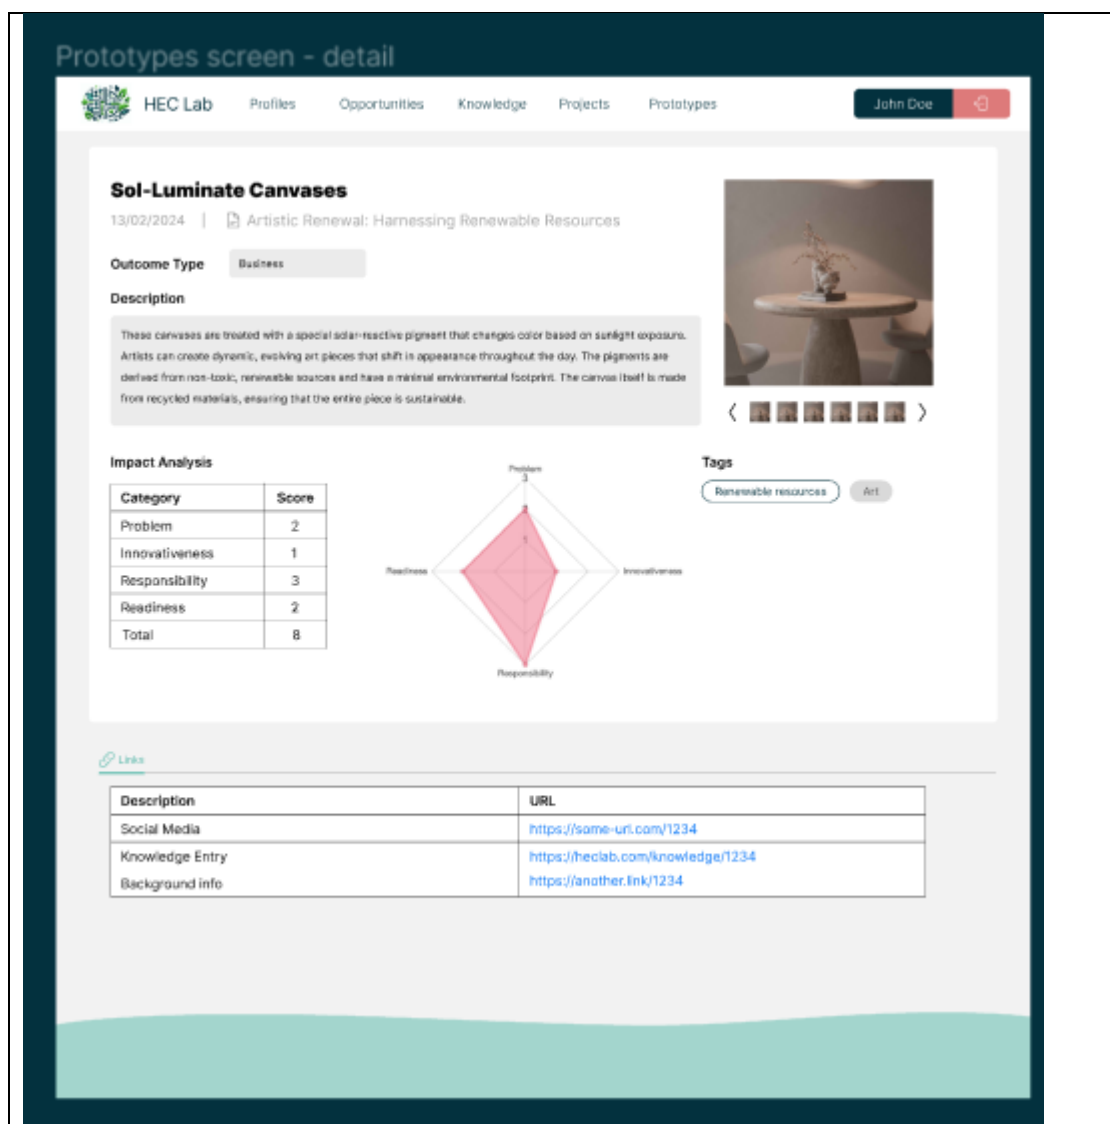 Prototypes screen - detail
HEC Lab
Profiles
Opportunities
Knowledge
Projects
Prototypes
John Doe
Sol-Luminate Canvases
13/02/2024 | Artistic Renewal: Harnessing Renewable Resources
Outcome Type
Business
Description
These canvases are treated with a special solar-reactive pigment that changes color based on sunlight exposure.
Artists can create dynamic, evolving art pieces that shift in appearance throughout the day. The pigments are
derived from non-toxic, renewable sources and have a minimal environmental footprint. The canvas itself is made
from recycled materials, ensuring that the entire piece is sustainable.
Impact Analysis
Category Score
Problem 2
Innovativeness 1
Responsibility 3
Readiness 2
Total 8
Problem
3
2
1
Readiness
Innovativeness
Responsibility
Tags
Renewable resources
Art
Links
Description URL
Social Media https://some-url.com/1234
Knowledge Entry https://heclab.com/knowledge/1234
Background info https://another.link/1234